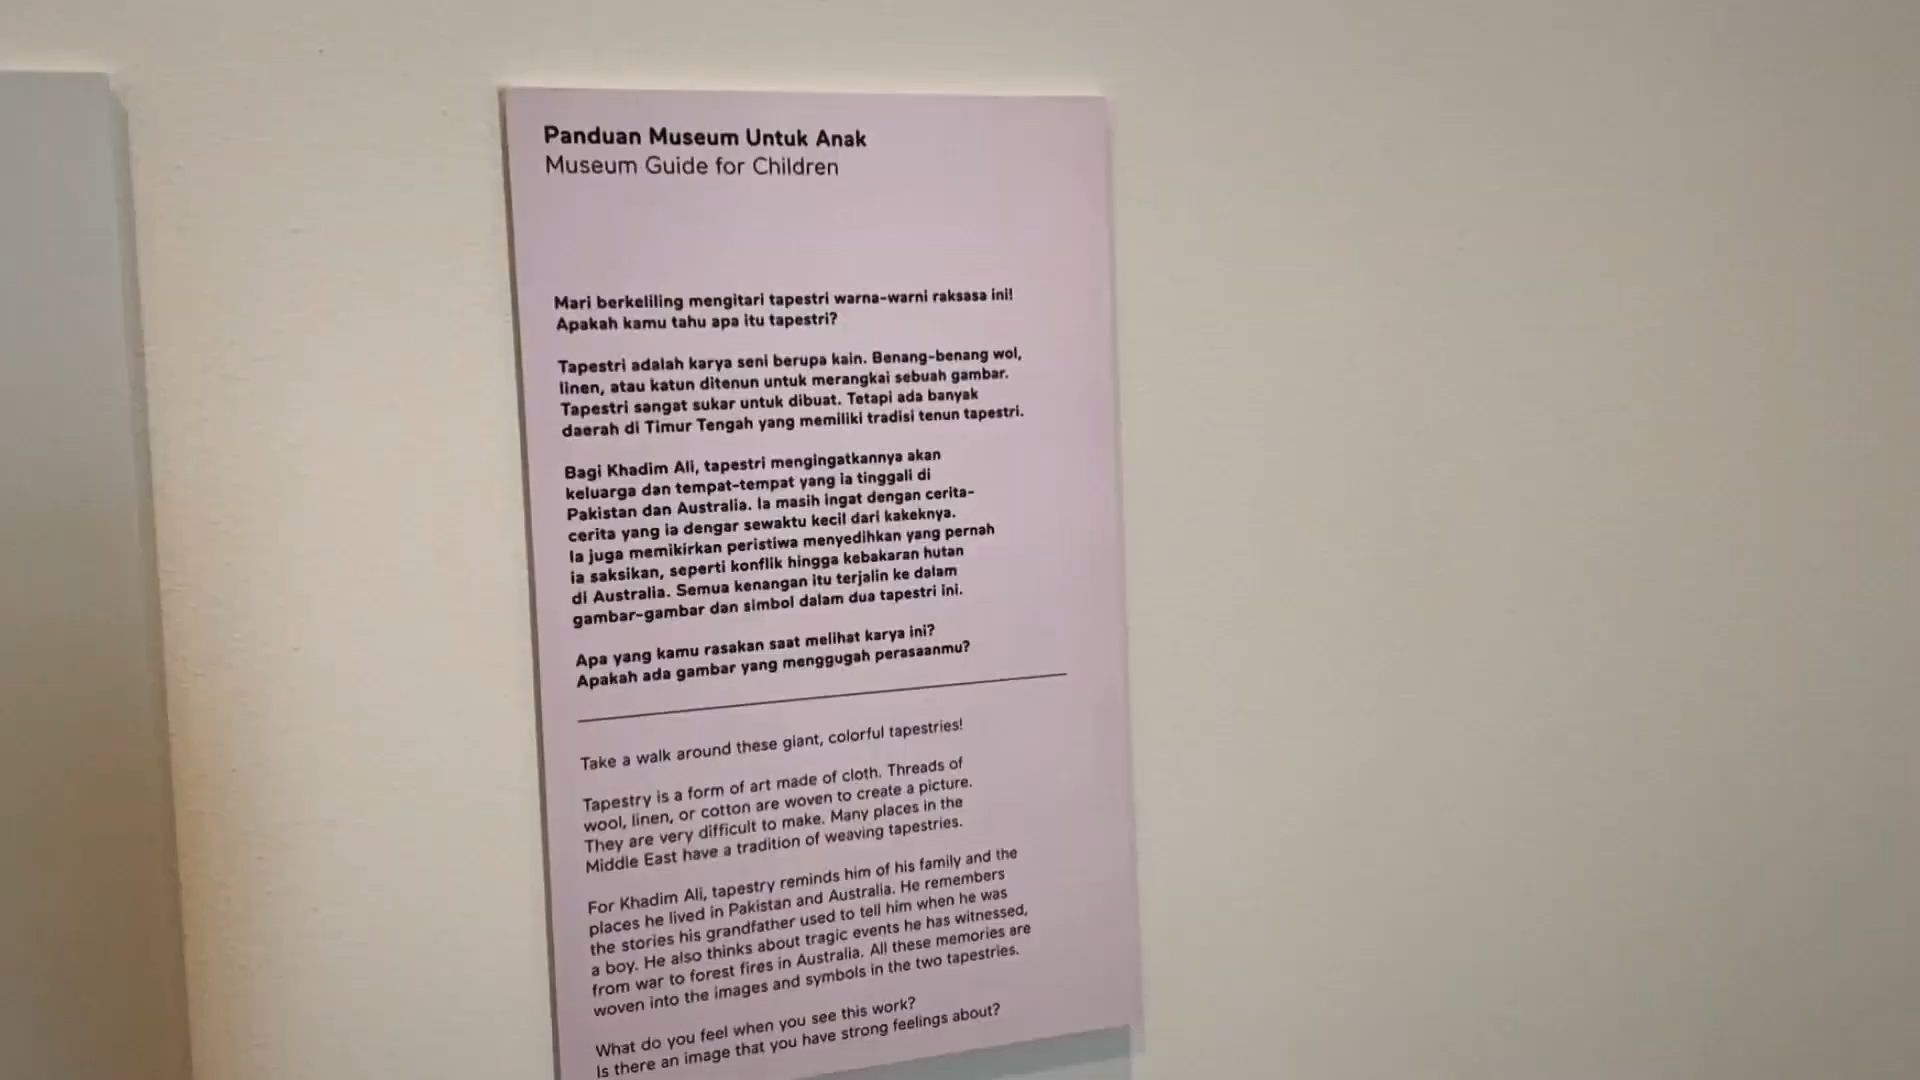 Panduan Museum Untuk Anak
Museum Guide for Children
Mari berkeliling mengitari tapestri warna-warni raksasa ini!
Apakah kamu tahu apa itu tapestri?
Tapestri adalah karya seni berupa kain. Benang-benang wol,
linen, atau katun ditenun untuk merangkai sebuah gambar.
Tapestri sangat sukar untuk dibuat. Tetapi ada banyak
daerah di Timur Tengah yang memiliki tradisi tenun tapestri.
Bagi Khadim Ali, tapestri mengingatkannya akan
keluarga dan tempat-tempat yang ia tinggali di
Pakistan dan Australia. Ia masih ingat dengan cerita-
cerita yang ia dengar sewaktu kecil dari kakeknya.
Ia juga memikirkan peristiwa menyedihkan yang pernah
ia saksikan, seperti konflik hingga kebakaran hutan
di Australia. Semua kenangan itu terjalin ke dalam
gambar-gambar dan simbol dalam dua tapestri ini.
Apa yang kamu rasakan saat melihat karya ini?
Apakah ada gambar yang menggugah perasaanmu?
Take a walk around these giant, colorful tapestries!
Tapestry is a form of art made of cloth. Threads of
wool, linen, or cotton are woven to create a picture.
They are very difficult to make. Many places in the
Middle East have a tradition of weaving tapestries.
For Khadim Ali, tapestry reminds him of his family and the
places he lived in Pakistan and Australia. He remembers
the stories his grandfather used to tell him when he was
a boy. He also thinks about tragic events he has witnessed,
from war to forest fires in Australia. All these memories are
woven into the images and symbols in the two tapestries.
What do you feel when you see this work?
Is there an image that you have strong feelings about?